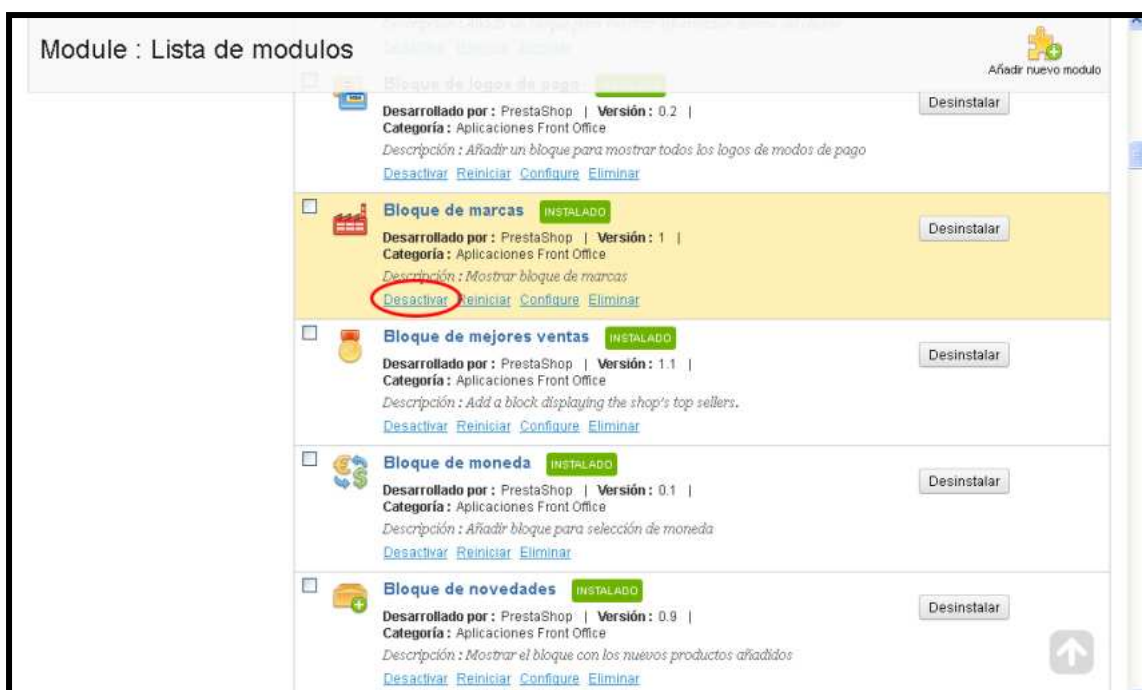 Module : Lista de modulos
Añadir nuevo modulo
Bloque de logos de pago
Desinstalar
Desarrollado por : PrestaShop | Versión : 0.2 |
Categoría : Aplicaciones Front Office
Descripción : Añadir un bloque para mostrar todos los logos de modos de pago
Desactivar Reiniciar Configure Eliminar
Bloque de marcas INSTALADO
Desinstalar
Desarrollado por : PrestaShop | Versión : 1 |
Categoría : Aplicaciones Front Office
Descripción : Mostrar bloque de marcas
Desactivar Reiniciar Configure Eliminar
Bloque de mejores ventas INSTALADO
Desinstalar
Desarrollado por : PrestaShop | Versión : 1.1 |
Categoría : Aplicaciones Front Office
Descripción : Add a block displaying the shop's top sellers.
Desactivar Reiniciar Configure Eliminar
Bloque de moneda INSTALADO
Desinstalar
Desarrollado por : PrestaShop | Versión : 0.1 |
Categoría : Aplicaciones Front Office
Descripción : Añadir bloque para selección de moneda
Desactivar Reiniciar Eliminar
Bloque de novedades INSTALADO
Desinstalar
Desarrollado por : PrestaShop | Versión : 0.9 |
Categoría : Aplicaciones Front Office
Descripción : Mostrar el bloque con los nuevos productos añadidos
Desactivar Reiniciar Configure Eliminar